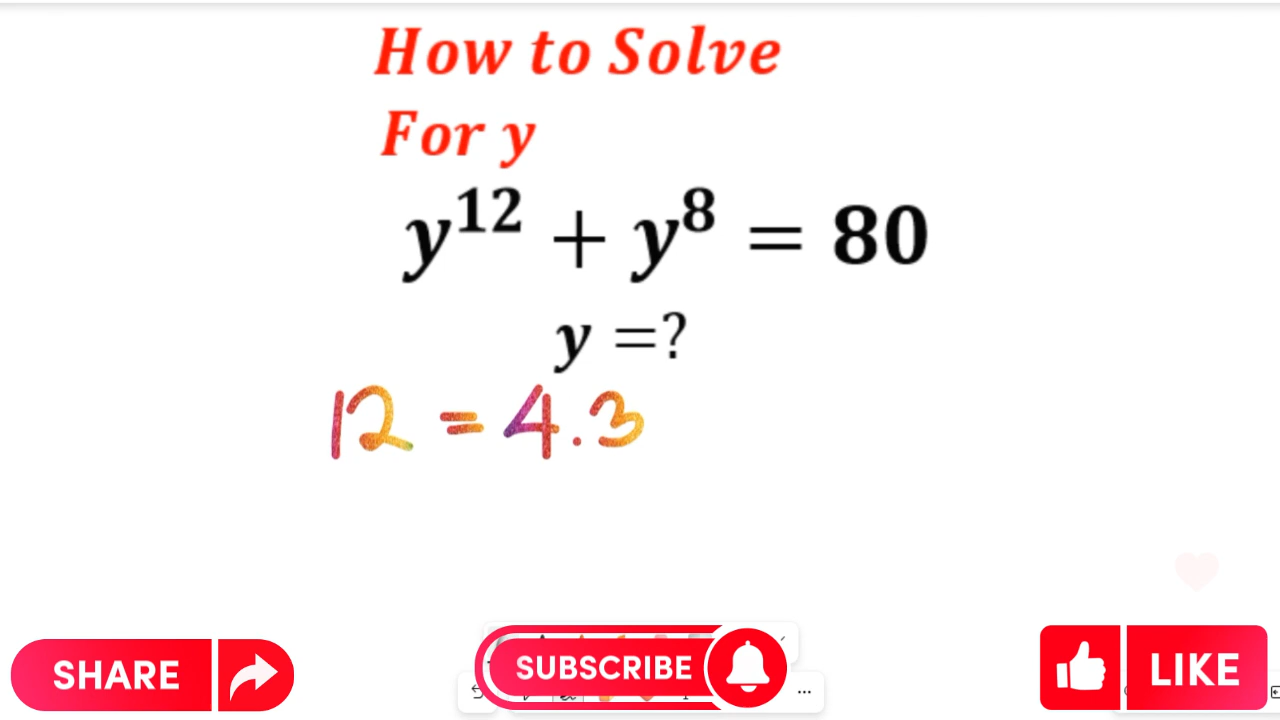 How to Solve
For y
y¹² + y⁸ = 80
y =?
12 = 4.3
SHARE
SUBSCRIBE
LIKE